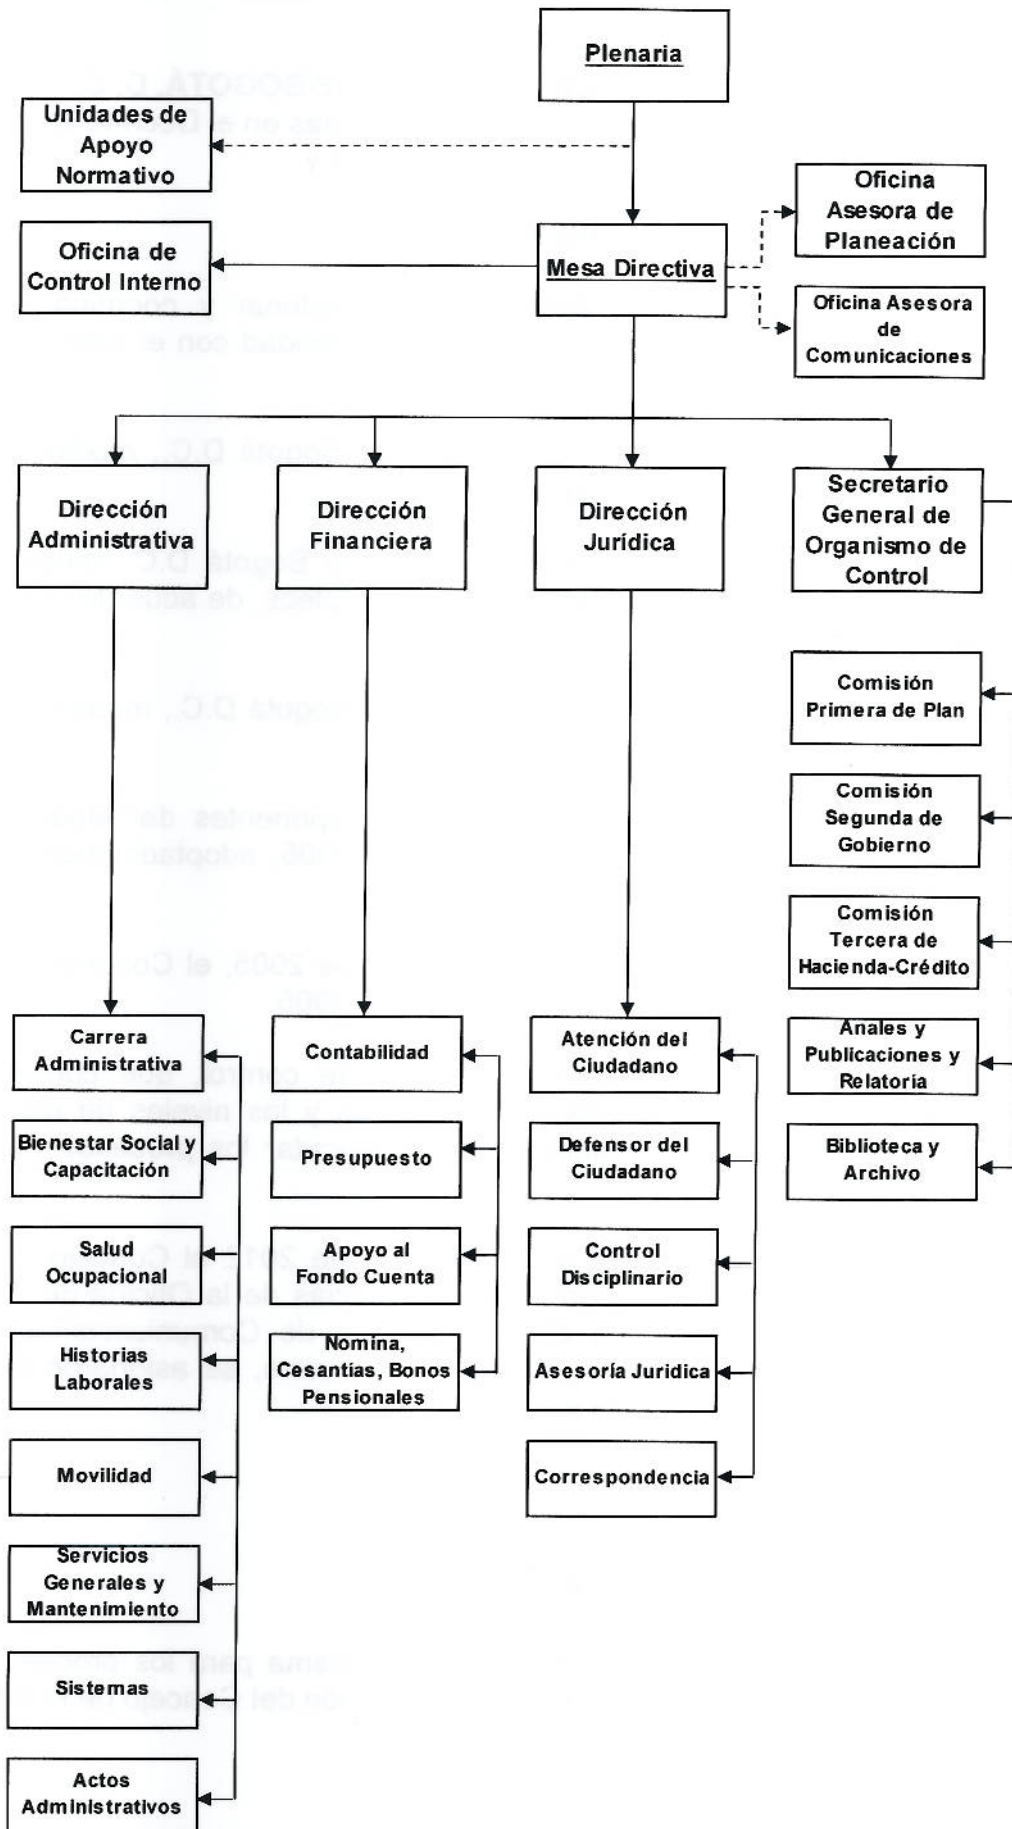 Plenaria
Unidades de
Apoyo
Normativo
Oficina
Asesora de
Planeación
Oficina de
Control Interno
Mesa Directiva
Oficina Asesora
de
Comunicaciones
Dirección
Administrativa
Dirección
Financiera
Dirección
Jurídica
Secretario
General de
Organismo de
Control
Comisión
Primera de Plan
Comisión
Segunda de
Gobierno
Comisión
Tercera de
Hacienda-Crédito
Anales y
Publicaciones y
Relatoria
Biblioteca y
Archivo
Carrera
Administrativa
Bienestar Social y
Capacitación
Salud
Ocupacional
Historias
Laborales
Movilidad
Servicios
Generales y
Mantenimiento
Sistemas
Actos
Administrativos
Contabilidad
Presupuesto
Apoyo al
Fondo Cuenta
Nomina,
Cesantías, Bonos
Pensionales
Atención del
Ciudadano
Defensor del
Ciudadano
Control
Disciplinario
Asesoría Juridica
Correspondencia